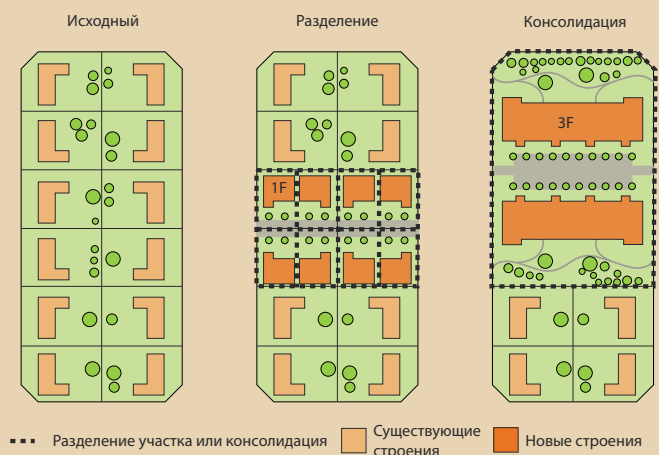 Исходный
Разделение
Консолидация
3F
1F
Разделение участка или консолидация
Существующие
строения
Новые строения